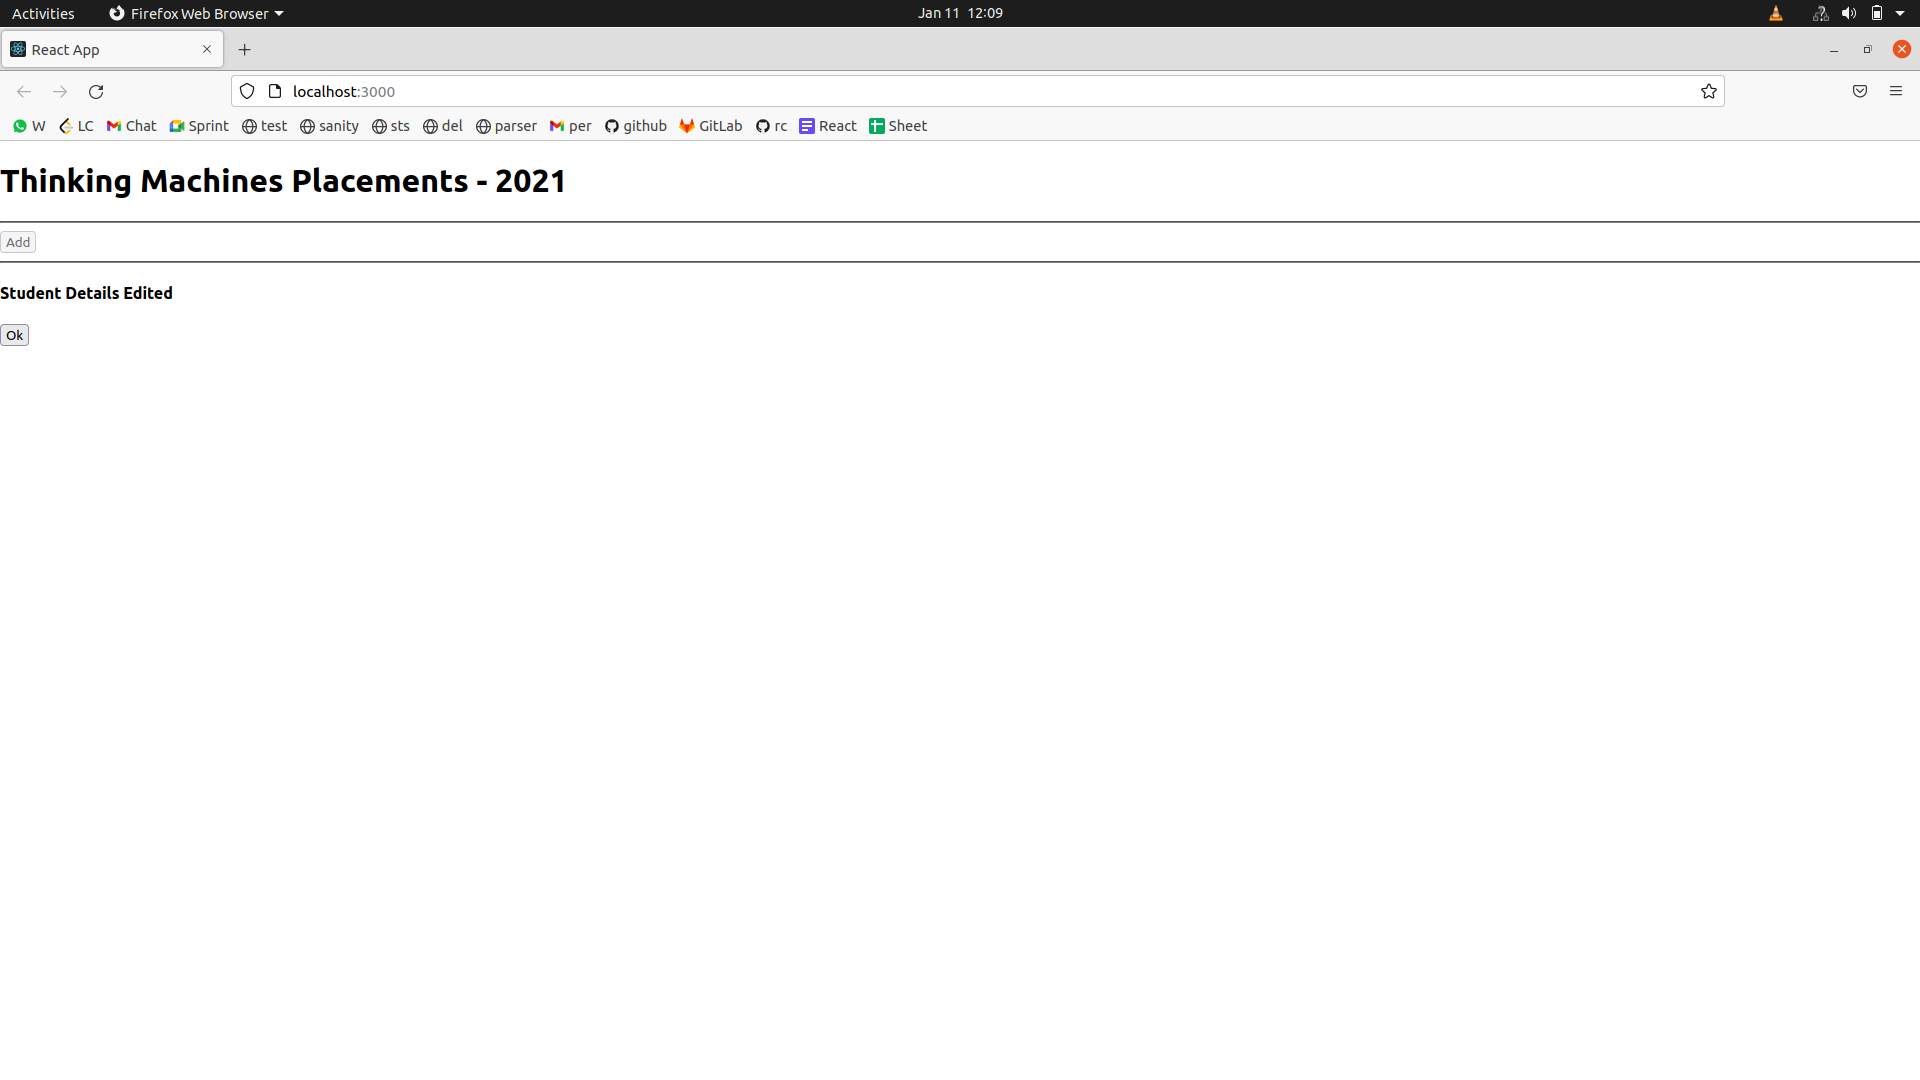 Activities Firefox Web Browser Jan 11 12:09
React App
localhost:3000
W LC Chat Sprint test sanity sts del parser per github GitLab rc React Sheet
Thinking Machines Placements - 2021
Add
Student Details Edited
Ok